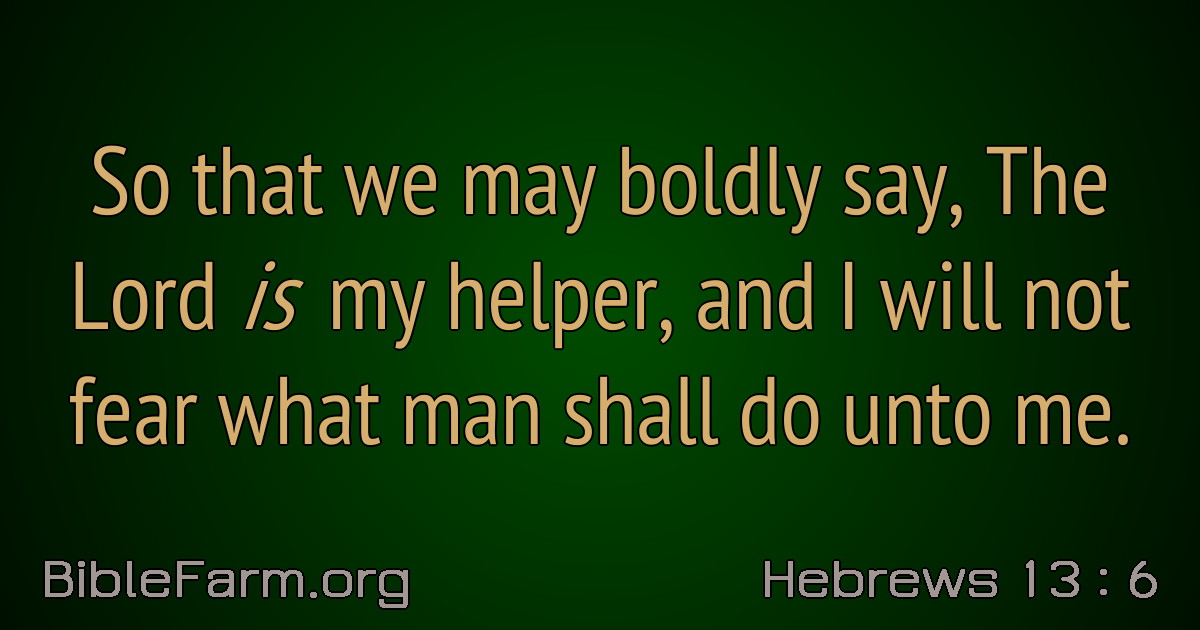 So that we may boldly say, The
Lord is my helper, and I will not
fear what man shall do unto me.
BibleFarm.org
Hebrews 13 : 6